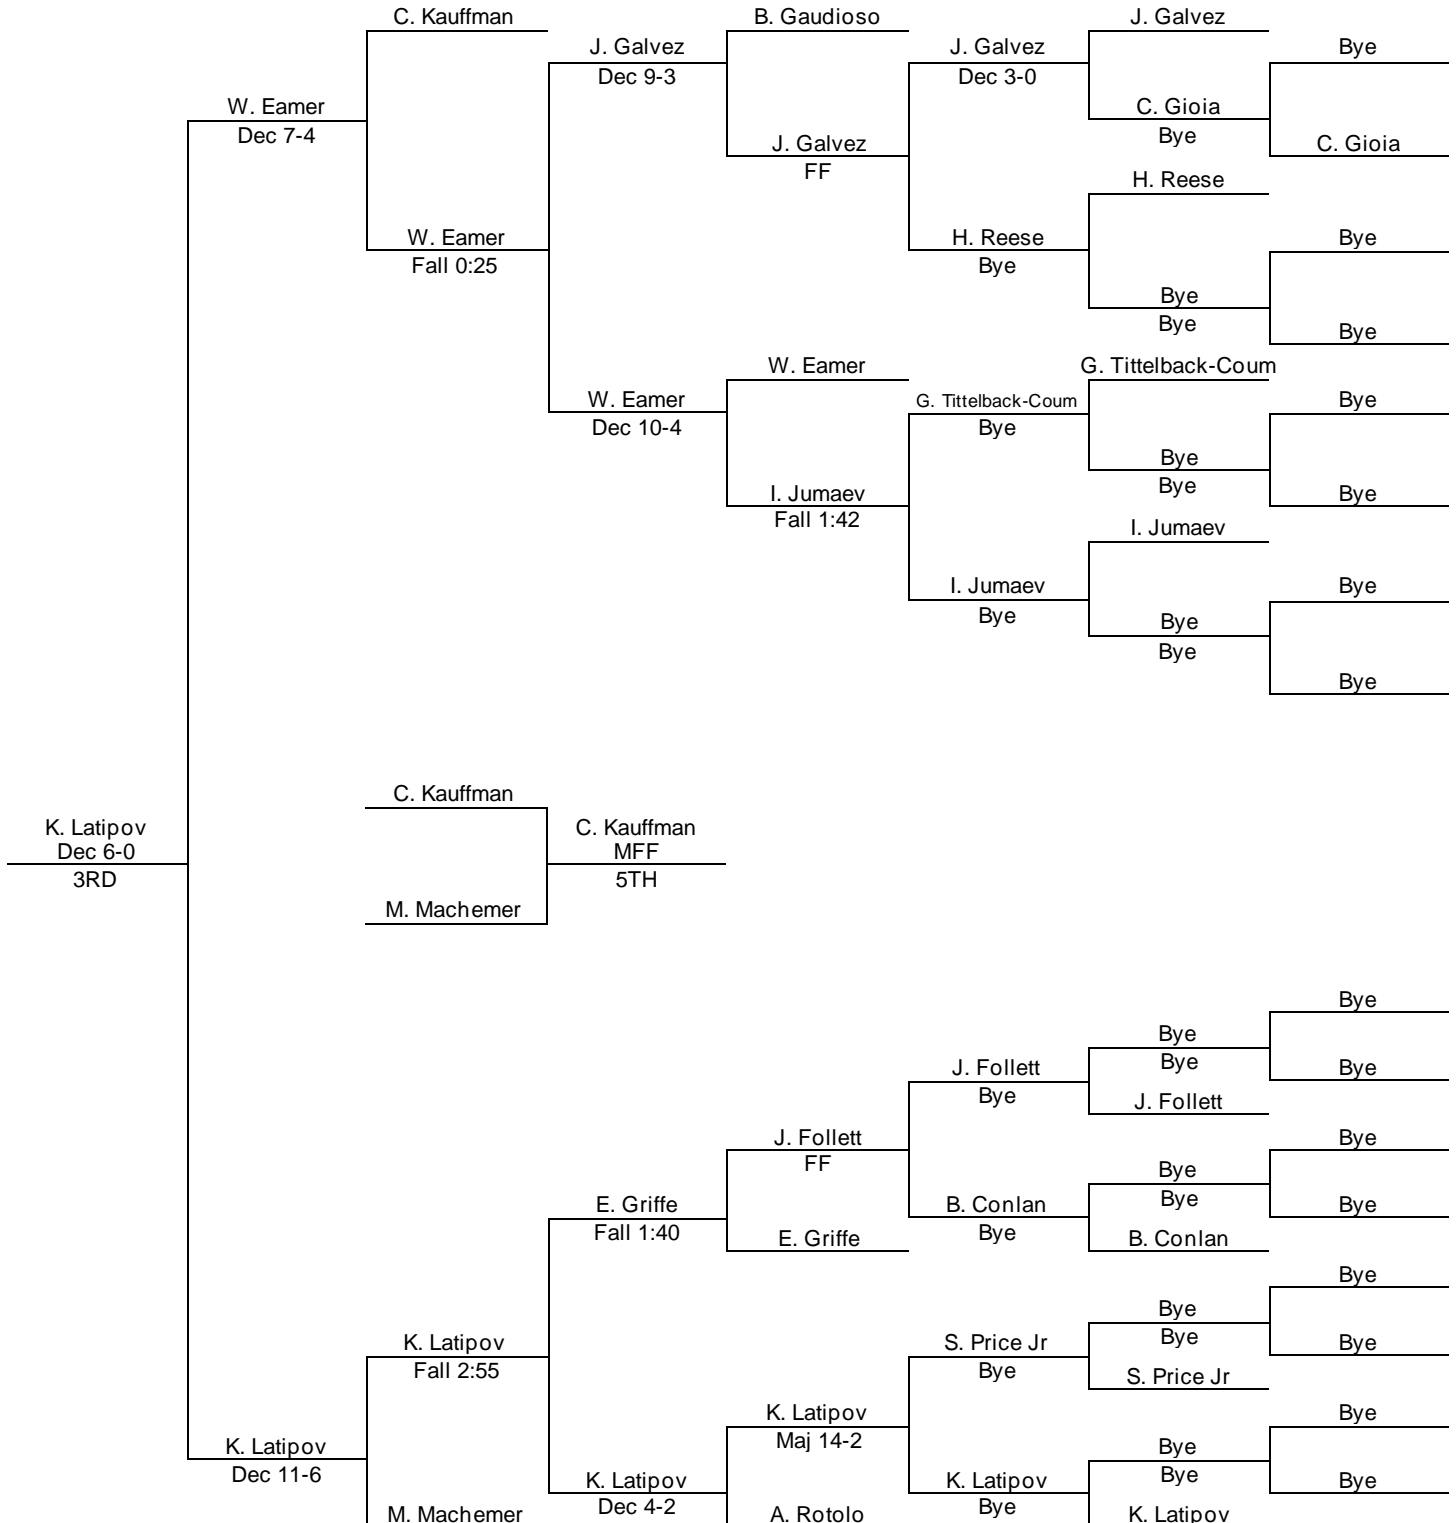 C. Kauffman
B. Gaudioso
J. Galvez
J. Galvez
J. Galvez
Bye
Dec 9-3
Dec 3-0
W. Eamer
C. Gioia
Dec 7-4
Bye
J. Galvez
C. Gioia
FF
H. Reese
W. Eamer
H. Reese
Bye
Fall 0:25
Bye
Bye
Bye
Bye
W. Eamer
G. Tittelback-Coum
W. Eamer
G. Tittelback-Coum
Bye
Dec 10-4
Bye
Bye
Bye
I. Jumaev
Bye
Fall 1:42
I. Jumaev
I. Jumaev
Bye
Bye
Bye
Bye
Bye
C. Kauffman
K. Latipov
C. Kauffman
Dec 6-0
MFF
3RD
5TH
M. Machemer
Bye
Bye
J. Follett
Bye
Bye
Bye
J. Follett
J. Follett
Bye
FF
Bye
E. Griffe
B. Conlan
Bye
Bye
Fall 1:40
E. Griffe
Bye
B. Conlan
Bye
Bye
K. Latipov
S. Price Jr
Bye
Bye
Fall 2:55
Bye
S. Price Jr
K. Latipov
Bye
Maj 14-2
K. Latipov
Bye
Dec 11-6
K. Latipov
K. Latipov
Bye
Bye
M. Machemer
Dec 4-2
A. Rotolo
Bye
K. Latipov